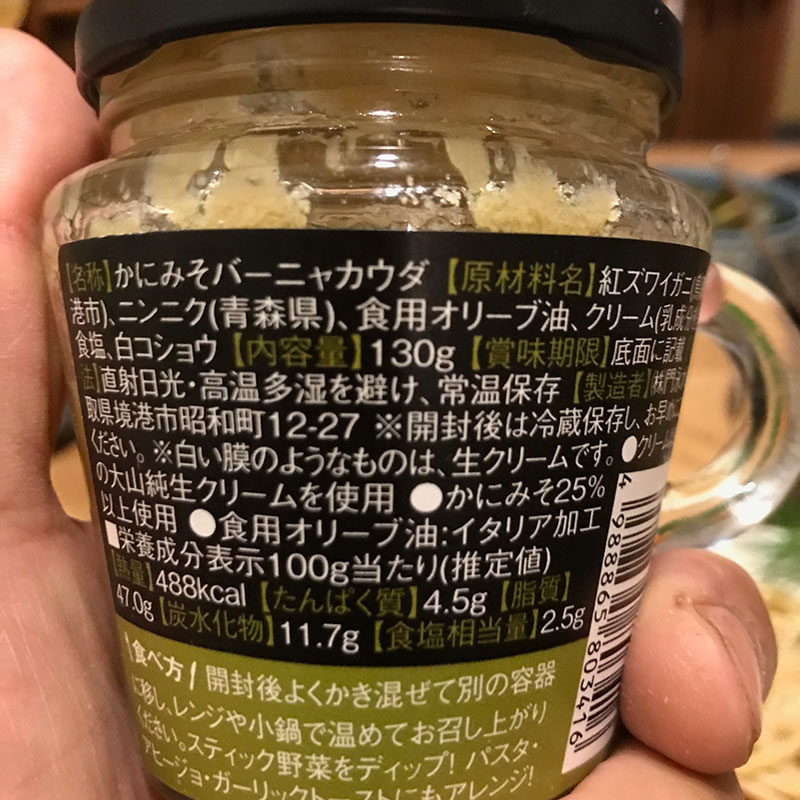 【名称】かにみそバーニャカウダ【原材料名】紅ズワイガニ(
港市)、ニンニク(青森県)、食用オリーブ油、クリーム(乳成分
食塩、白コショウ【内容量】130g【賞味期限】底面に記載
法】直射日光・高温多湿を避け、常温保存【製造者】㈱門永
取県境港市昭和町12-27 ※開封後は冷蔵保存し、お早め
ください。※白い膜のようなものは、生クリームです。●クリーム
の大山純生クリームを使用 ●かにみそ25%
以上使用 ●食用オリーブ油:イタリア加工
■栄養成分表示100g当たり(推定値)
【熱量】488kcal【たんぱく質】4.5g【脂質】
47.0g【炭水化物】11.7g【食塩相当量】2.5g
\食べ方/開封後よくかき混ぜて別の容器
に移し、レンジや小鍋で温めてお召し上がり
ください。スティック野菜をディップ!パスタ・
アヒージョ・ガーリックトーストにもアレンジ!
4988865803416